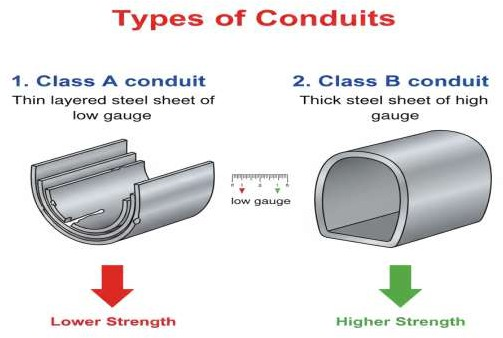 Types of Conduits
1. Class A conduit
Thin layered steel sheet of
low gauge
2. Class B conduit
Thick steel sheet of high
gauge
low gauge
Lower Strength
Higher Strength